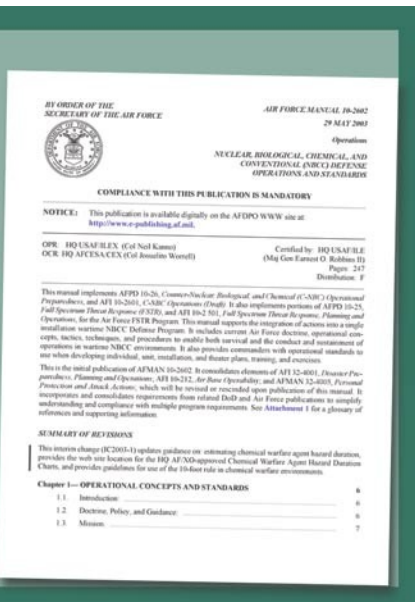 BY ORDER OF THE
SECRETARY OF THE AIR FORCE
AIR FORCE MANUAL 10-2602
29 MAY 2003
Operations
NUCLEAR, BIOLOGICAL, CHEMICAL, AND
CONVENTIONAL (NBCC) DEFENSE
OPERATIONS AND STANDARDS
COMPLIANCE WITH THIS PUBLICATION IS MANDATORY
NOTICE: This publication is available digitally on the AFDPO WWW site at:
http://www.e-publishing.af.mil.
OPR: HQ USAF/ILEX (Col Neil Kanno)
OCR: HQ AFCESA/CEX (Col Josuelito Worrell)
Certified by: HQ USAF/ILE
(Maj Gen Earnest O. Robbins II)
Pages: 247
Distribution: F
This manual implements AFPD 10-26, Counter-Nuclear, Biological, and Chemical (C-NBC) Operational
Preparedness, and AFI 10-2601, C-NBC Operations (Draft). It also implements portions of AFPD 10-25,
Full Spectrum Threat Response (FSTR), and AFI 10-2501, Full Spectrum Threat Response, Planning and
Operations, for the Air Force FSTR Program. This manual supports the integration of actions into a single
installation wartime NBCC Defense Program. It includes current Air Force doctrine, operational con-
cepts, tactics, techniques, and procedures to enable both survival and the conduct and sustainment of
operations in wartime NBCC environments. It also provides commanders with operational standards to
use when developing individual, unit, installation, and theater plans, training, and exercises.
This is the initial publication of AFMAN 10-2602. It consolidates elements of AFI 32-4001, Disaster Pre-
paredness, Planning and Operations, AFI 10-212, Air Base Operability; and AFMAN 32-4005, Personal
Protection and Attack Actions, which will be revised or rescinded upon publication of this manual. It
incorporates and consolidates requirements from related DoD and Air Force publications to simplify
understanding and compliance with multiple program requirements. See Attachment 1 for a glossary of
references and supporting information.
SUMMARY OF REVISIONS
This interim change (IC2003-1) updates guidance on: estimating chemical warfare agent hazard duration,
provides the web site location for the HQ AF/XO-approved Chemical Warfare Agent Hazard Duration
Charts, and provides guidelines for use of the 10-foot rule in chemical warfare environments.
Chapter 1— OPERATIONAL CONCEPTS AND STANDARDS 6
1.1. Introduction: 6
1.2. Doctrine, Policy, and Guidance: 6
1.3. Mission: 7